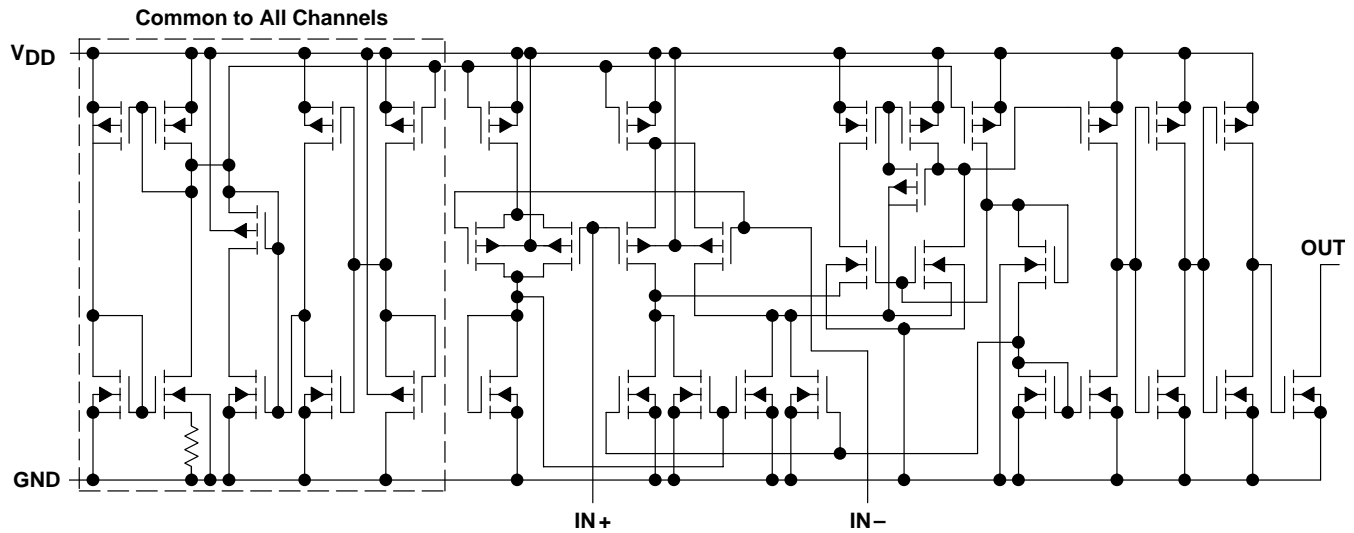 Common to All Channels
VDD
OUT
GND
IN+
IN−